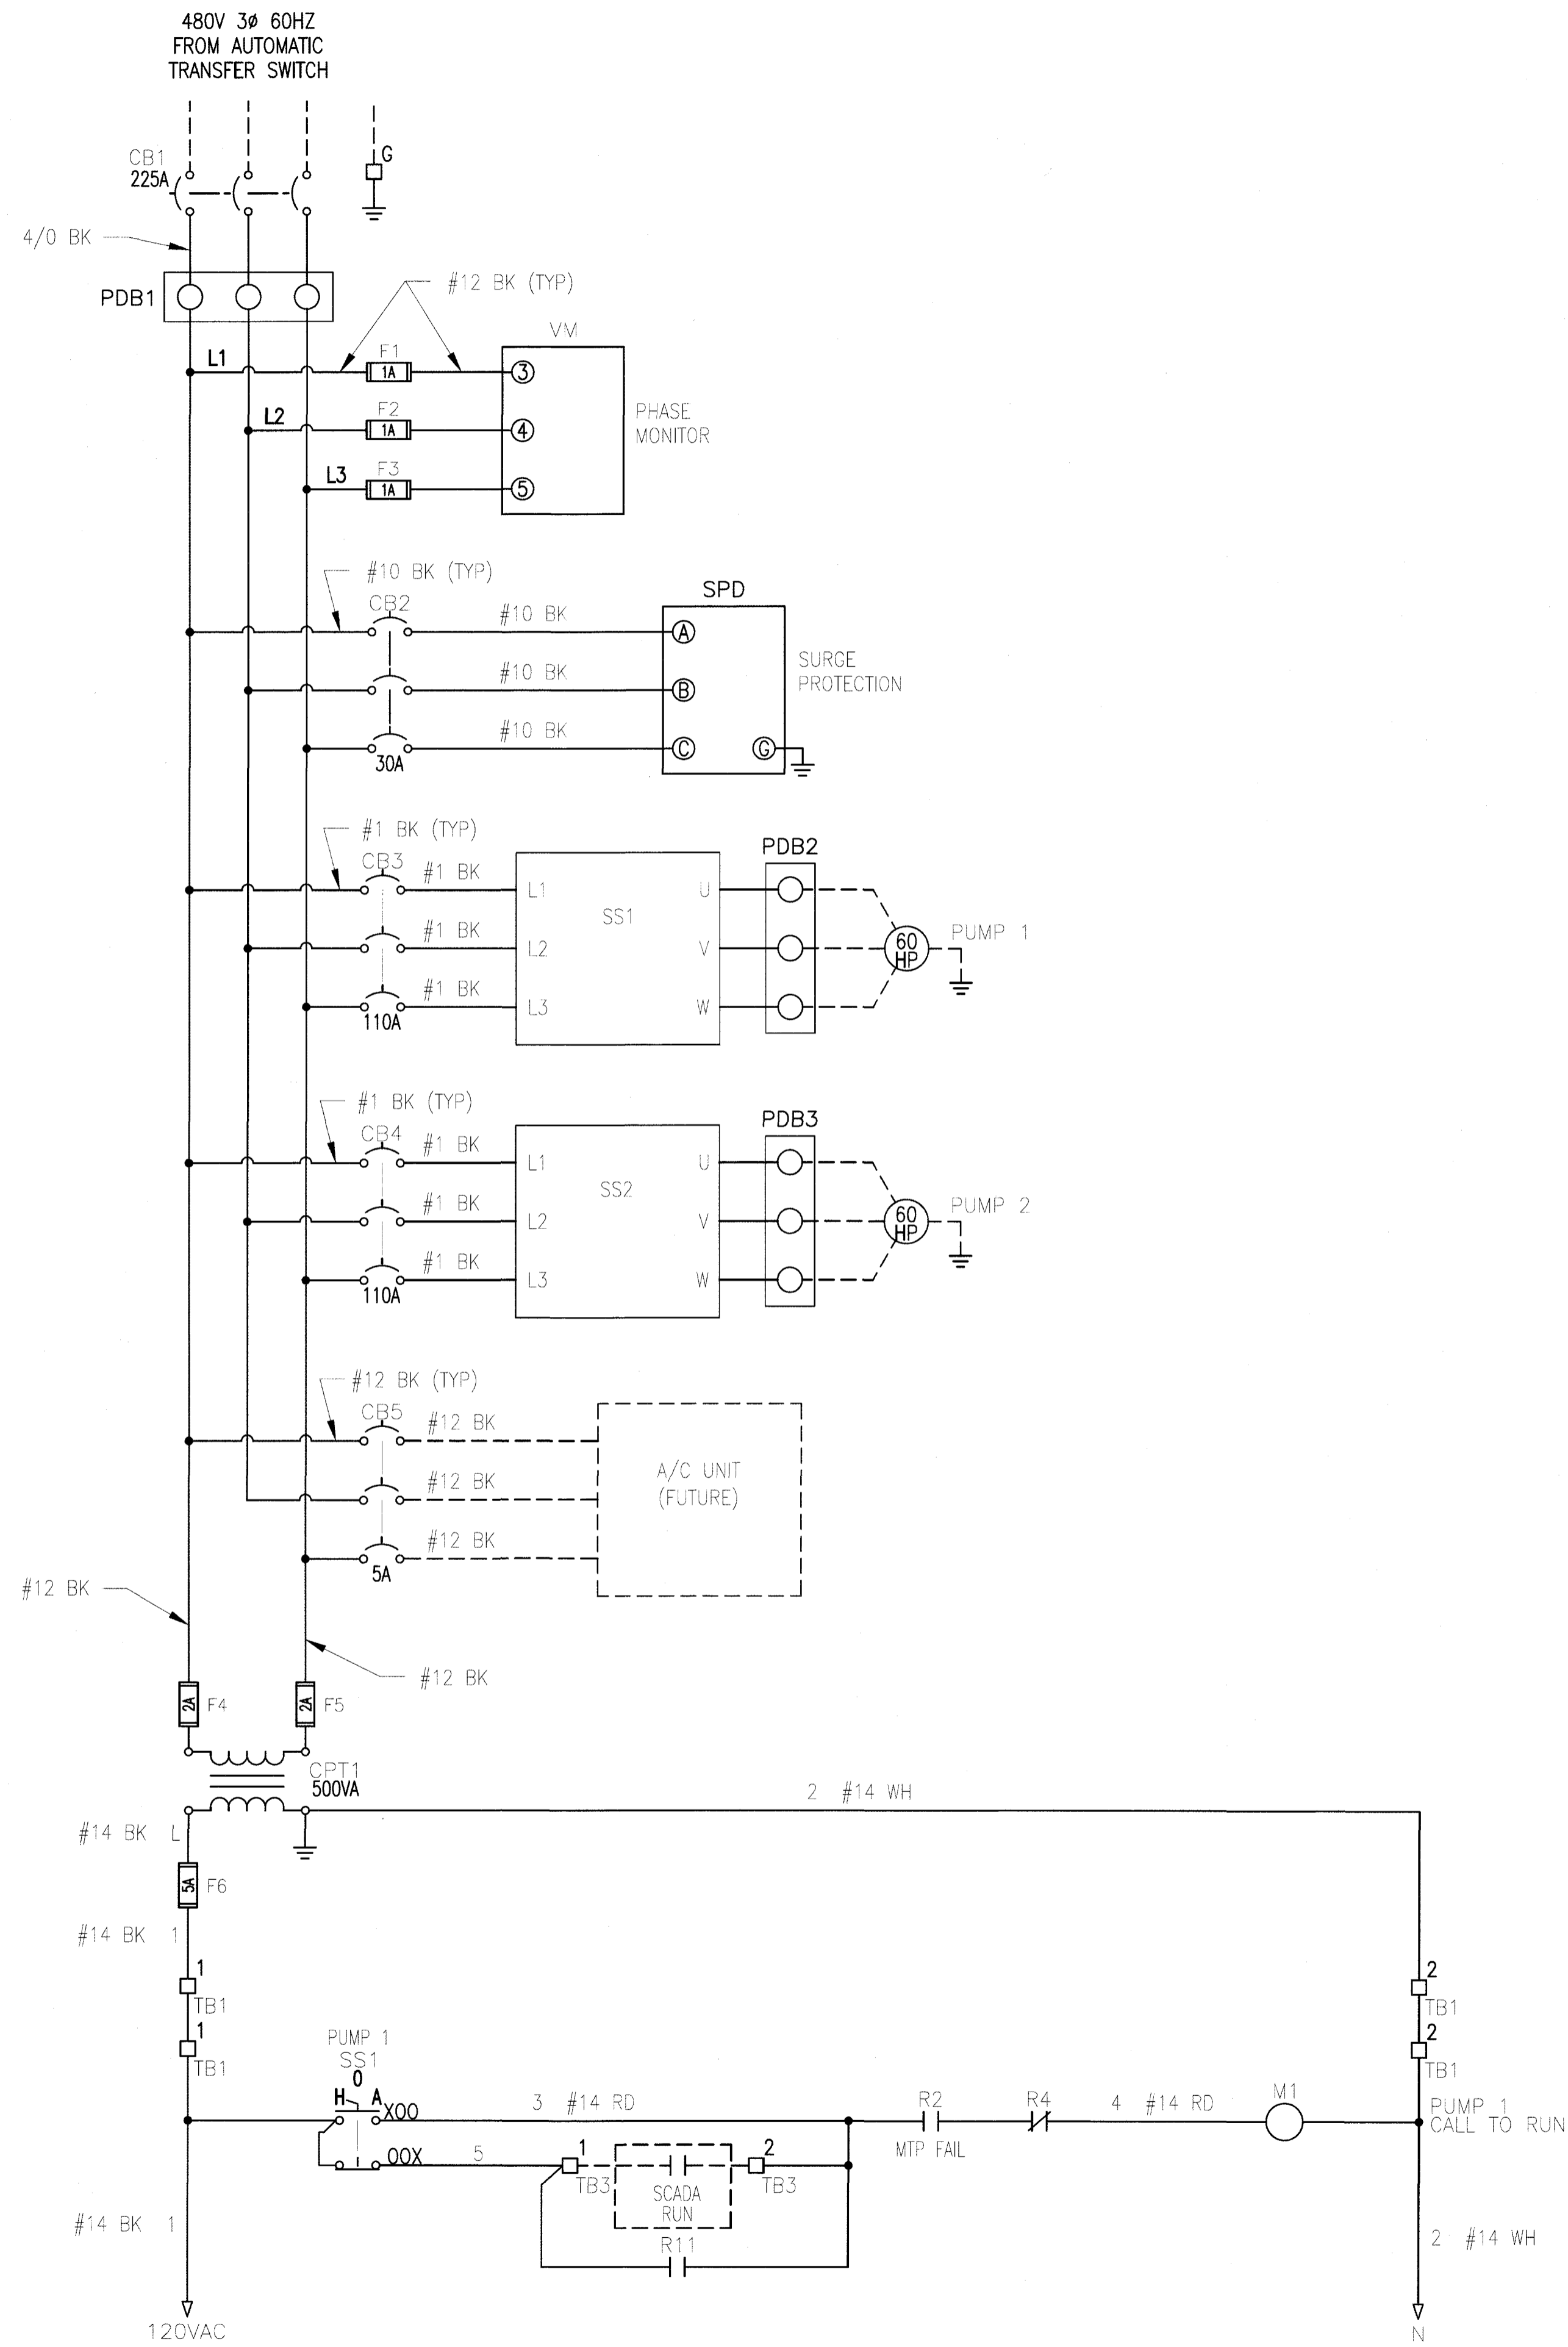 480V 3ø 60HZ
FROM AUTOMATIC
TRANSFER SWITCH
CB1
225A
G
4/0 BK
PDB1
#12 BK (TYP)
VM
L1
F1
1A
3
L2
F2
1A
4
PHASE
MONITOR
L3
F3
1A
5
#10 BK (TYP)
CB2
#10 BK
SPD
A
#10 BK
B
SURGE
PROTECTION
#10 BK
C
G
30A
#1 BK (TYP)
CB3
#1 BK
L1
SS1
U
PDB2
#1 BK
L2
V
60
HP
PUMP 1
#1 BK
L3
W
110A
#1 BK (TYP)
CB4
#1 BK
L1
SS2
U
PDB3
#1 BK
L2
V
60
HP
PUMP 2
#1 BK
L3
W
110A
#12 BK (TYP)
CB5
#12 BK
#12 BK
A/C UNIT
(FUTURE)
#12 BK
5A
#12 BK
#12 BK
2A
F4
2A
F5
CPT1
500VA
2 #14 WH
#14 BK L
5A
F6
#14 BK 1
1
TB1
2
TB1
1
TB1
2
TB1
PUMP 1
SS1
H 0 A
X00
3 #14 RD
R2
MTP FAIL
R4
4 #14 RD
M1
PUMP 1
CALL TO RUN
00X
5
1
TB3
SCADA
RUN
2
TB3
R11
#14 BK 1
2 #14 WH
120VAC
N